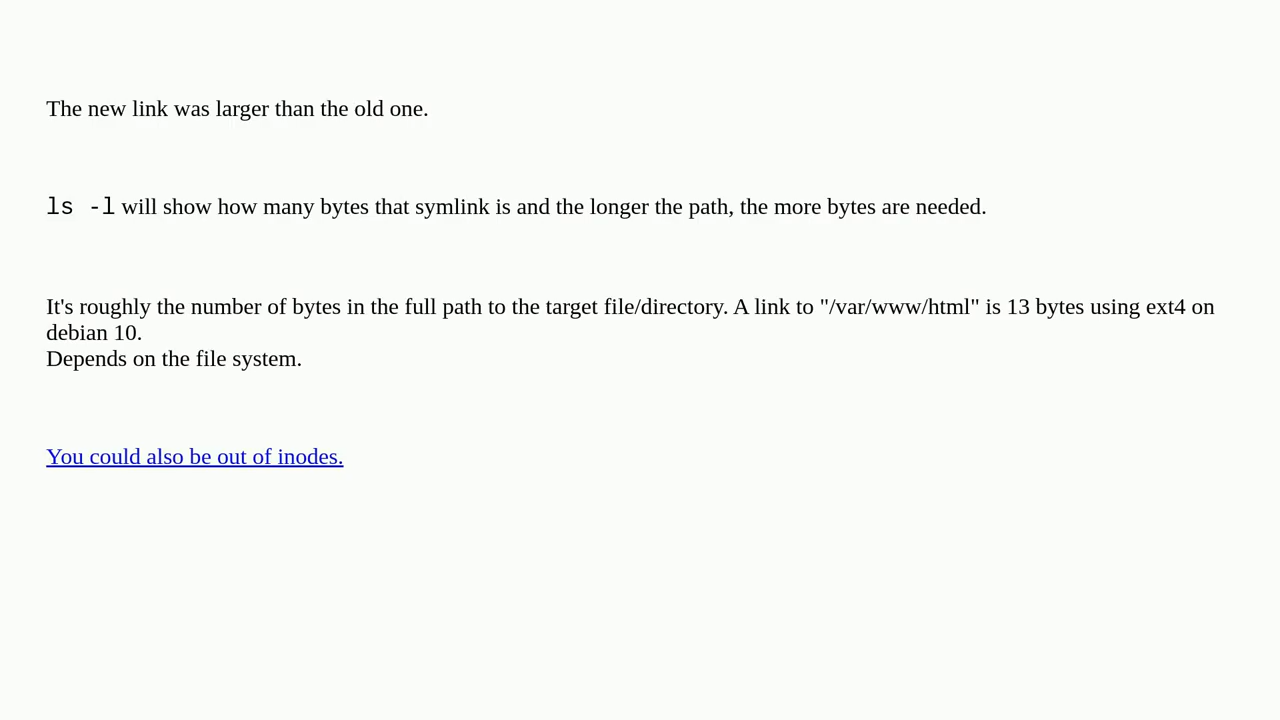 The new link was larger than the old one.
ls -l will show how many bytes that symlink is and the longer the path, the more bytes are needed.
It's roughly the number of bytes in the full path to the target file/directory. A link to "/var/www/html" is 13 bytes using ext4 on
debian 10.
Depends on the file system.
You could also be out of inodes.